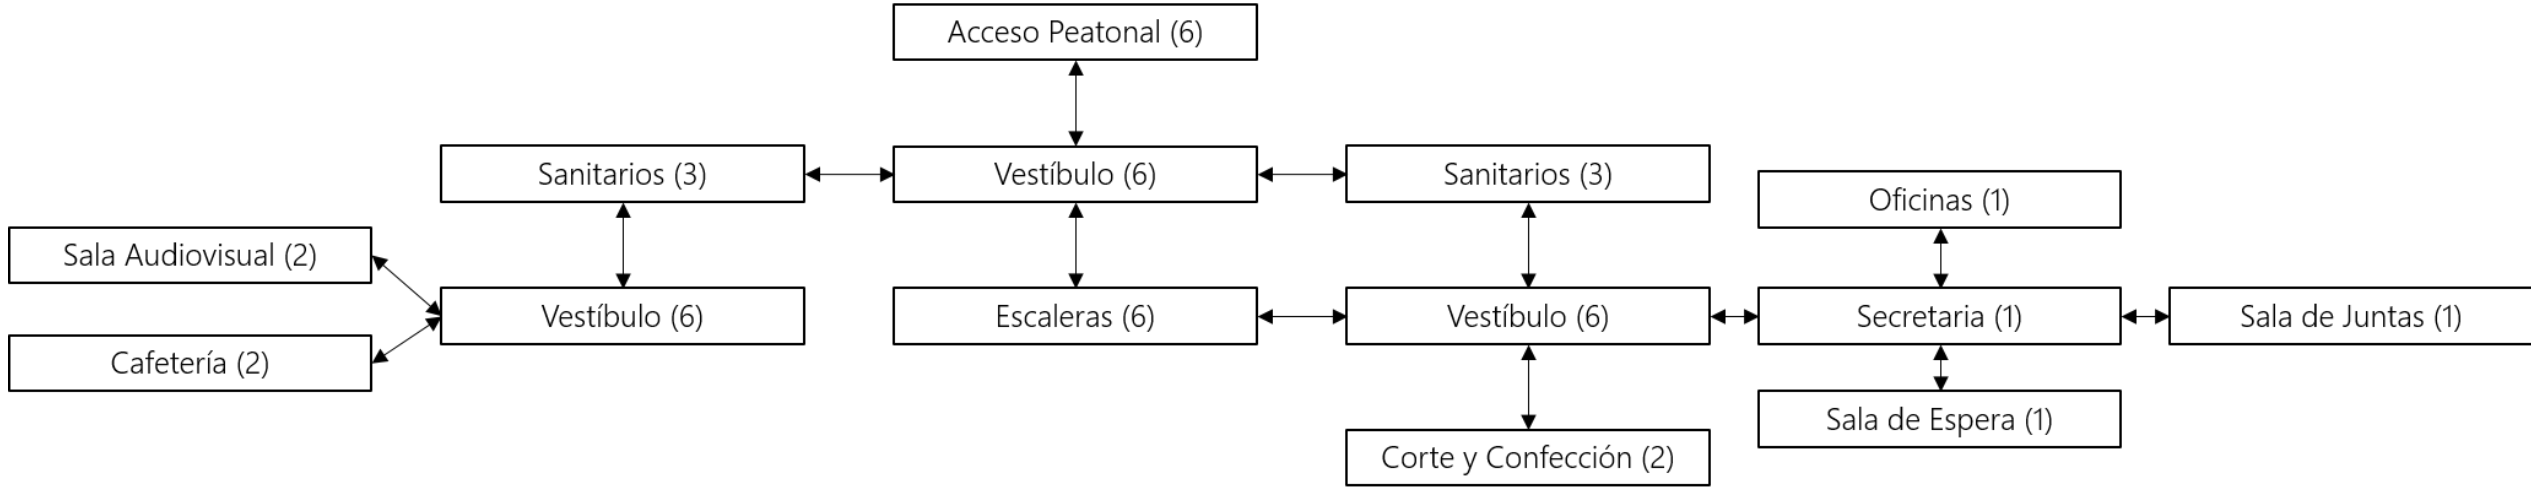 Acceso Peatonal (6)
Sanitarios (3)
Vestíbulo (6)
Sanitarios (3)
Oficinas (1)
Sala Audiovisual (2)
Vestíbulo (6)
Escaleras (6)
Vestíbulo (6)
Secretaria (1)
Sala de Juntas (1)
Cafetería (2)
Sala de Espera (1)
Corte y Confección (2)